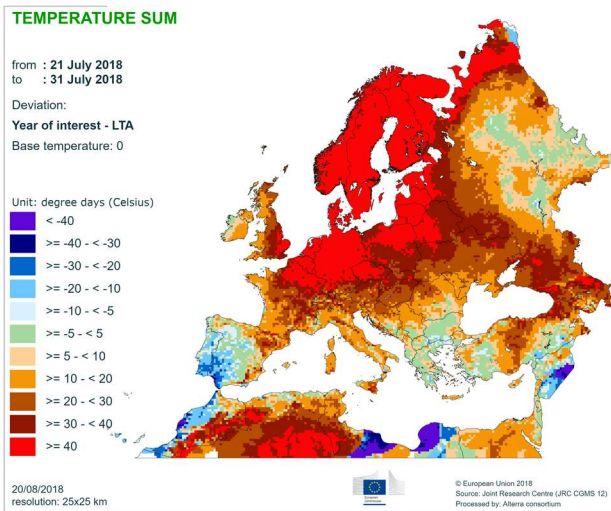 TEMPERATURE SUM
from : 21 July 2018
to : 31 July 2018
Deviation:
Year of interest - LTA
Base temperature: 0
Unit: degree days (Celsius)
< -40
>= -40 - < -30
>= -30 - < -20
>= -20 - < -10
>= -10 - < -5
>= -5 - < 5
>= 5 - < 10
>= 10 - < 20
>= 20 - < 30
>= 30 - < 40
>= 40
20/08/2018
resolution: 25x25 km
European
Commission
© European Union 2018
Source: Joint Research Centre (JRC CGMS 12)
Processed by: Alterra consortium